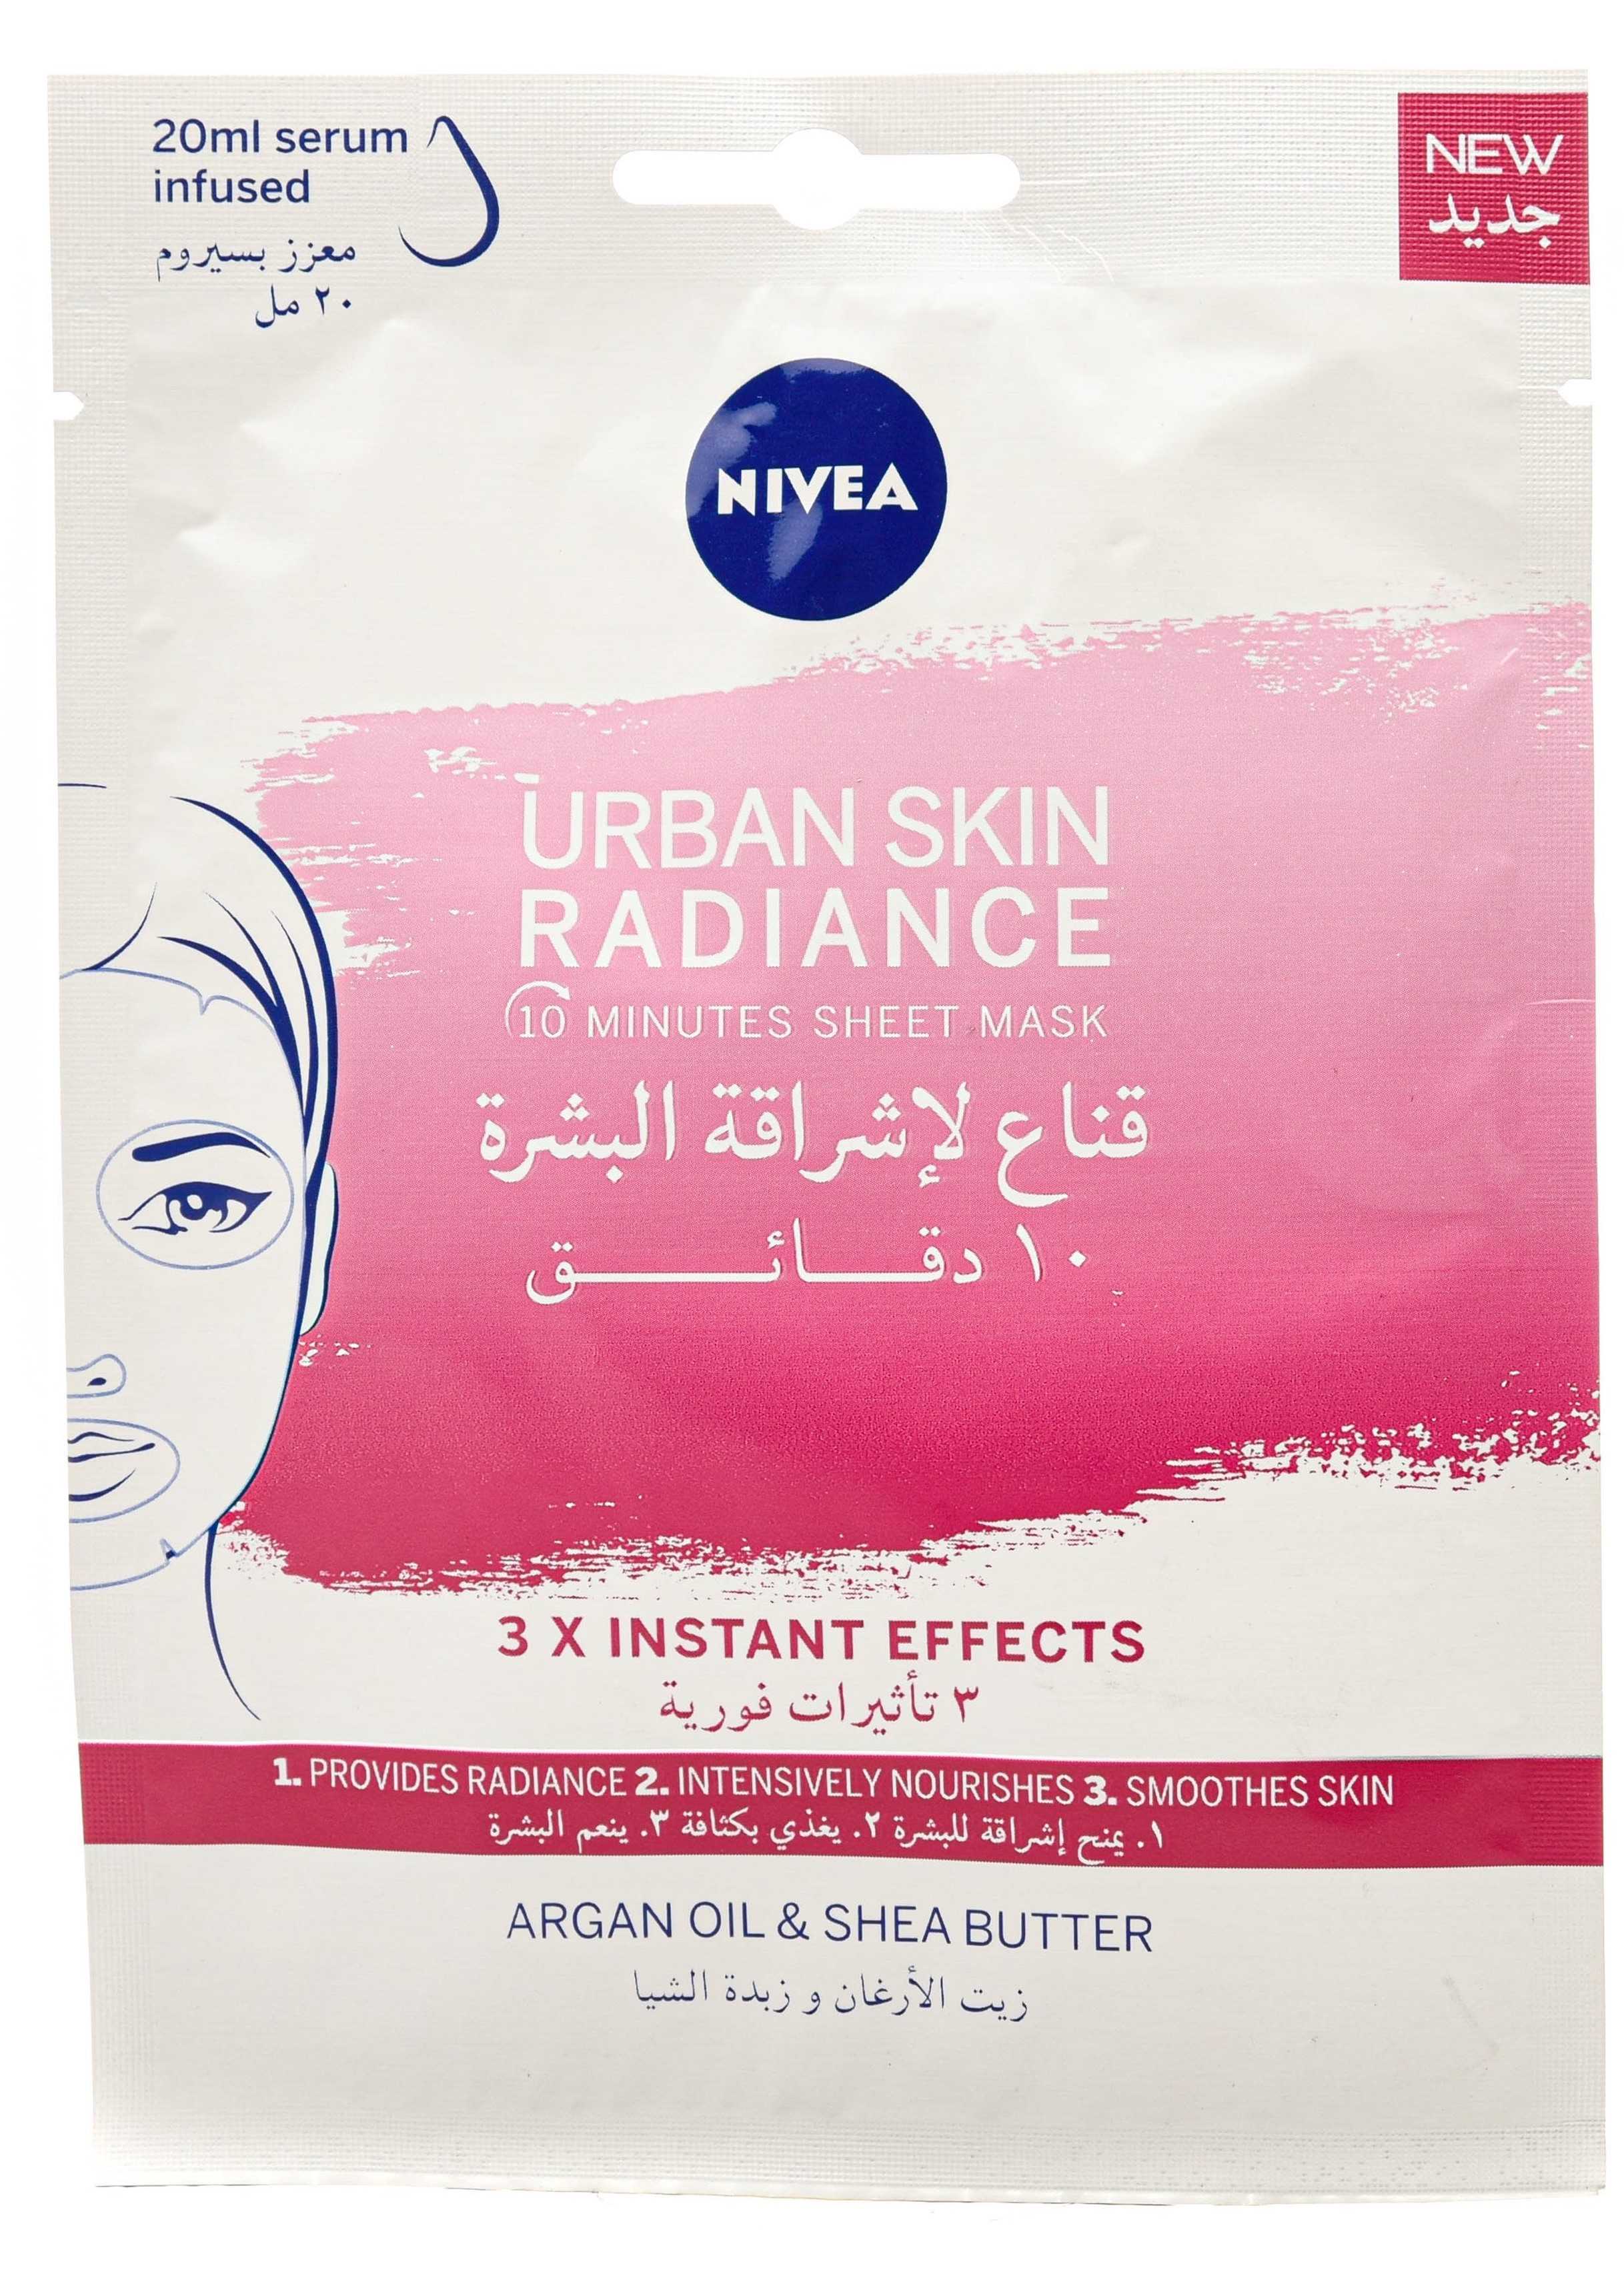 20ml serum
infused
معزز بسيروم
٢٠ مل
NEW
جديد
NIVEA
URBAN SKIN
RADIANCE
10 MINUTES SHEET MASK
قناع لإشراقة البشرة
١٠ دقـــائـــــق
3 X INSTANT EFFECTS
٣ تأثيرات فورية
1. PROVIDES RADIANCE 2. INTENSIVELY NOURISHES 3. SMOOTHES SKIN
١. يمنح إشراقة للبشرة ٢. يغذي بكثافة ٣. ينعم البشرة
ARGAN OIL & SHEA BUTTER
زيت الأرغان و زبدة الشيا